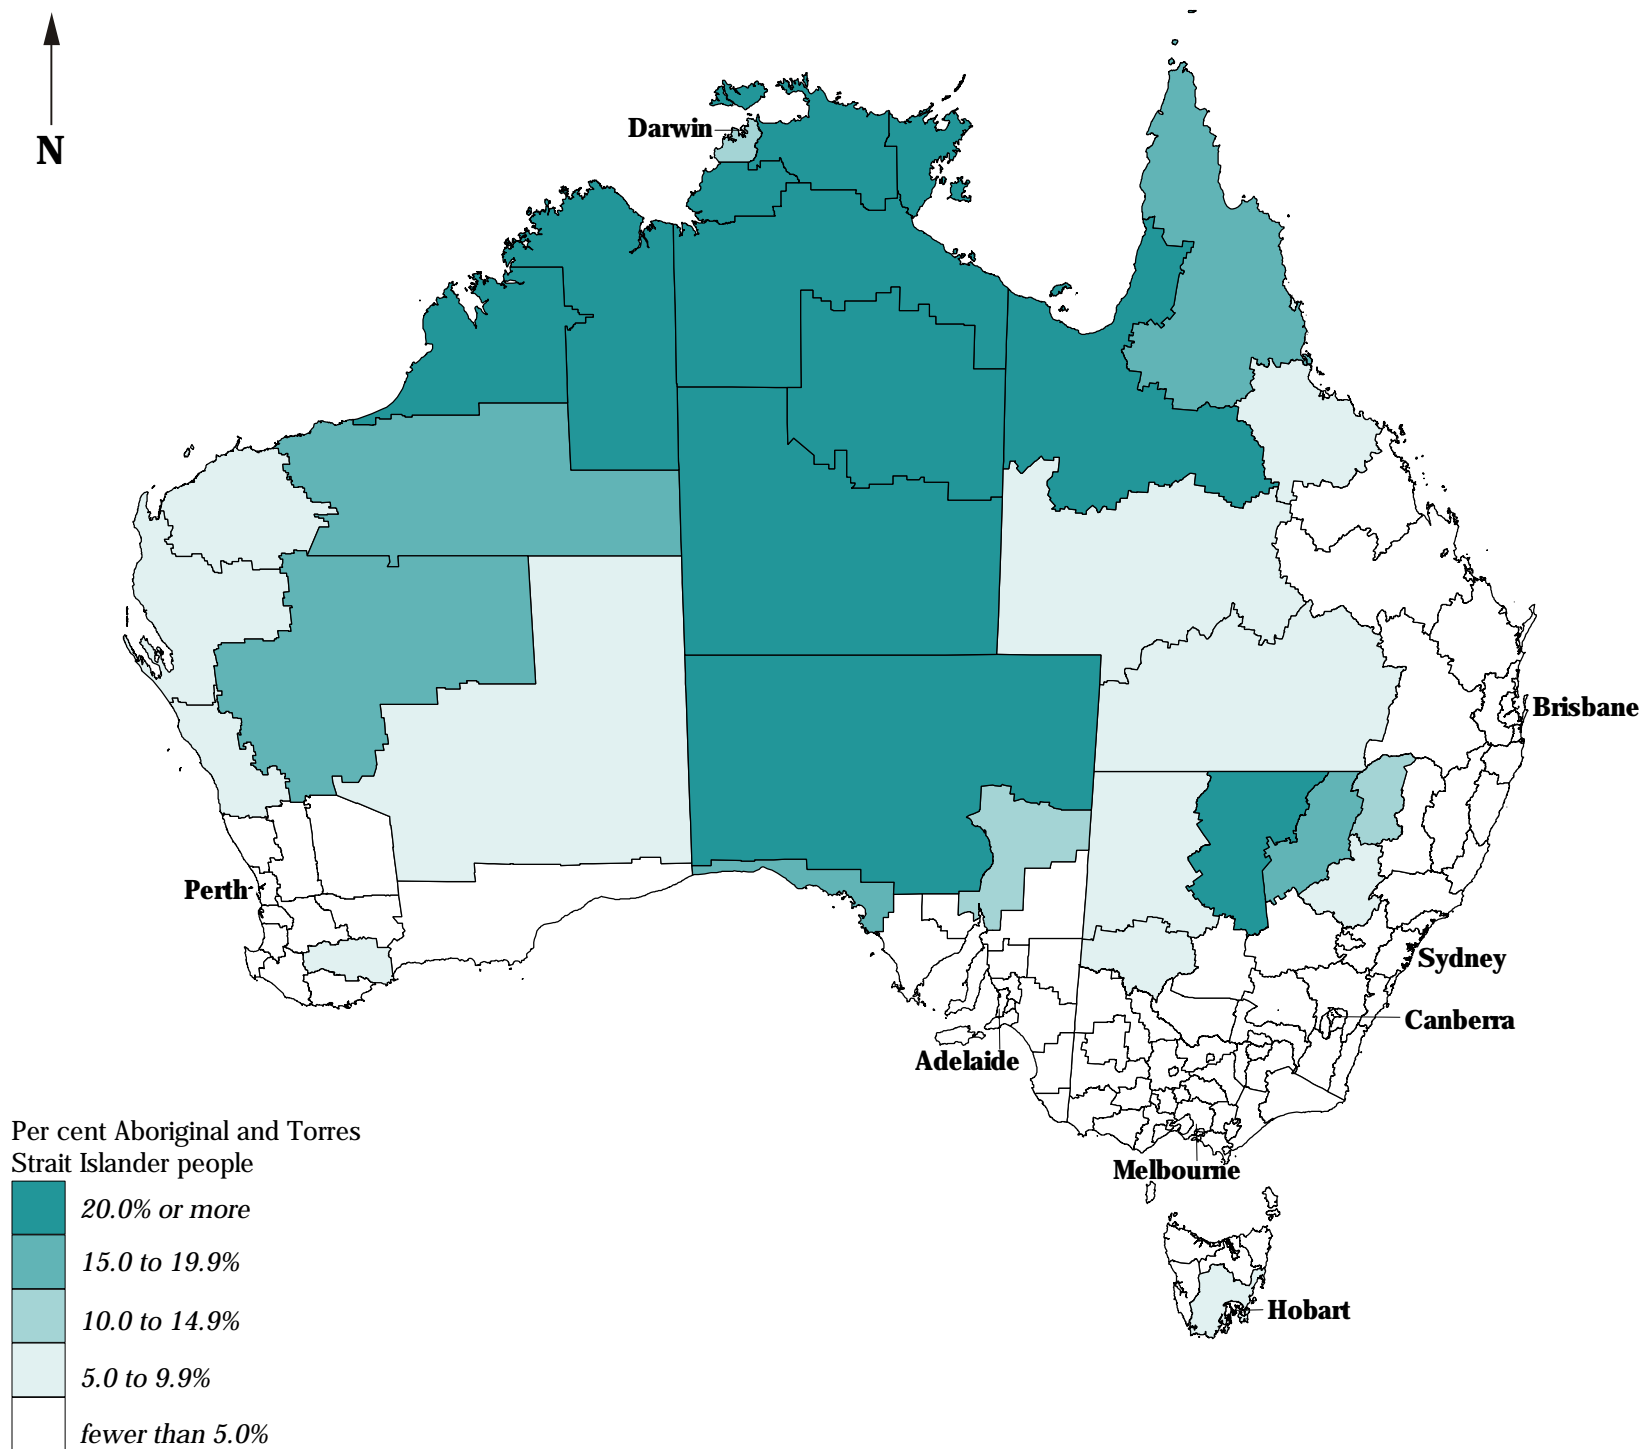 N
Darwin
Brisbane
Perth
Sydney
Canberra
Adelaide
Melbourne
Hobart
Per cent Aboriginal and Torres
Strait Islander people
20.0% or more
15.0 to 19.9%
10.0 to 14.9%
5.0 to 9.9%
fewer than 5.0%